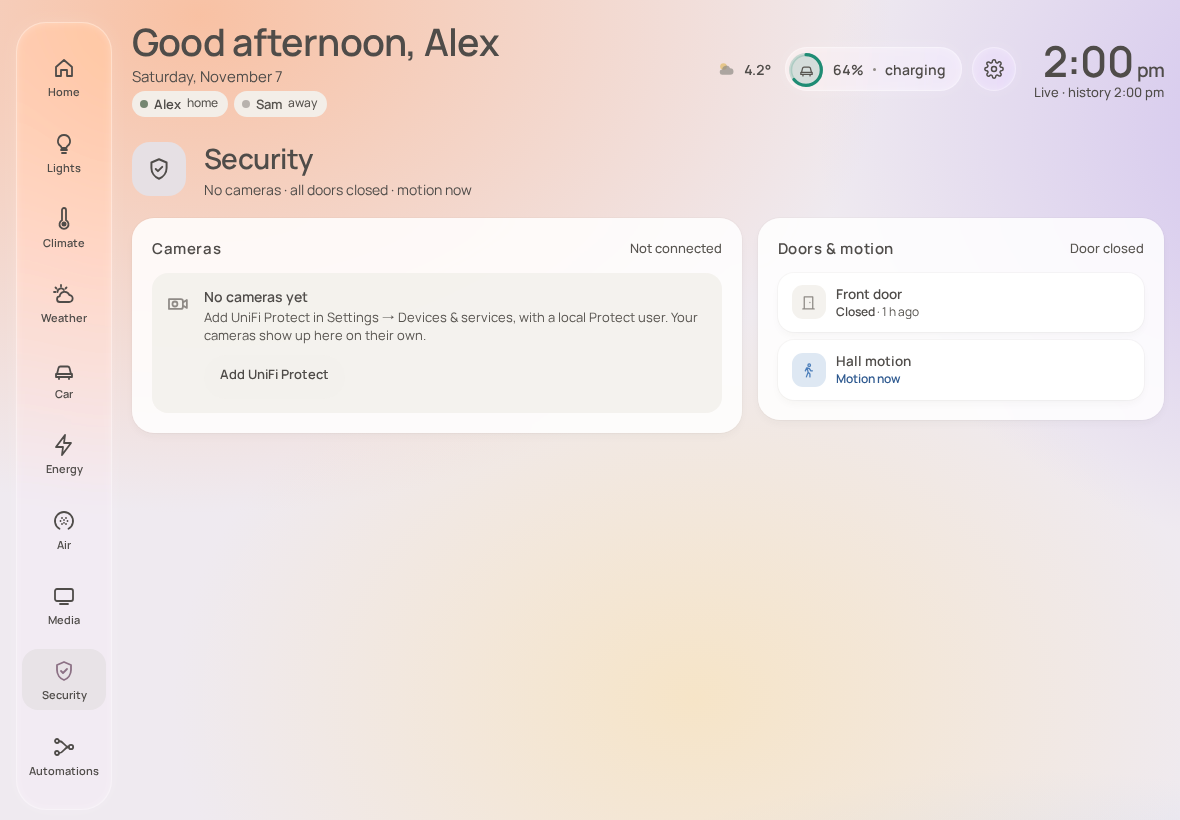 Good afternoon, Alex
Saturday, November 7
Alex home
Sam away
4.2°
64% · charging
2:00 pm
Live · history 2:00 pm
Home
Lights
Climate
Weather
Car
Energy
Air
Media
Security
Automations
Security
No cameras · all doors closed · motion now
Cameras
Not connected
No cameras yet
Add UniFi Protect in Settings → Devices & services, with a local Protect user. Your
cameras show up here on their own.
Add UniFi Protect
Doors & motion
Door closed
Front door
Closed · 1 h ago
Hall motion
Motion now